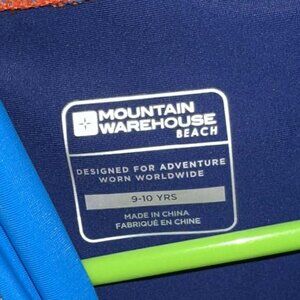 MOUNTAIN
WAREHOUSE
BEACH
DESIGNED FOR ADVENTURE
WORN WORLDWIDE
9-10 YRS
MADE IN CHINA
FABRIQUÉ EN CHINE